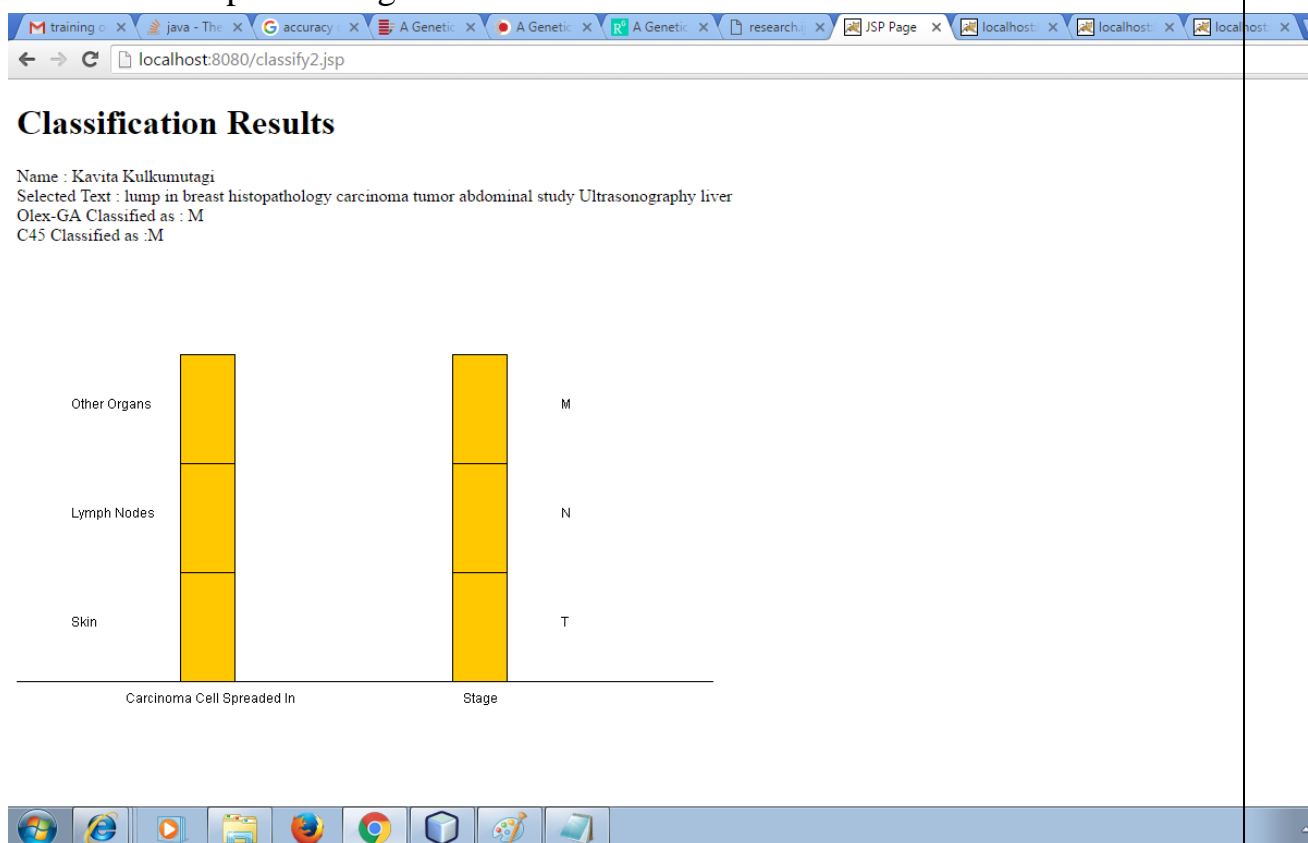 training o
java - The
accuracy
A Genetic
A Genetic
A Genetic
research.i
JSP Page
localhost:
localhost:
localhost:
localhost:8080/classify2.jsp
Classification Results
Name : Kavita Kulkumutagi
Selected Text : lump in breast histopathology carcinoma tumor abdominal study Ultrasonography liver
Olex-GA Classified as : M
C45 Classified as :M
Other Organs
M
Lymph Nodes
N
Skin
T
Carcinoma Cell Spreaded In
Stage